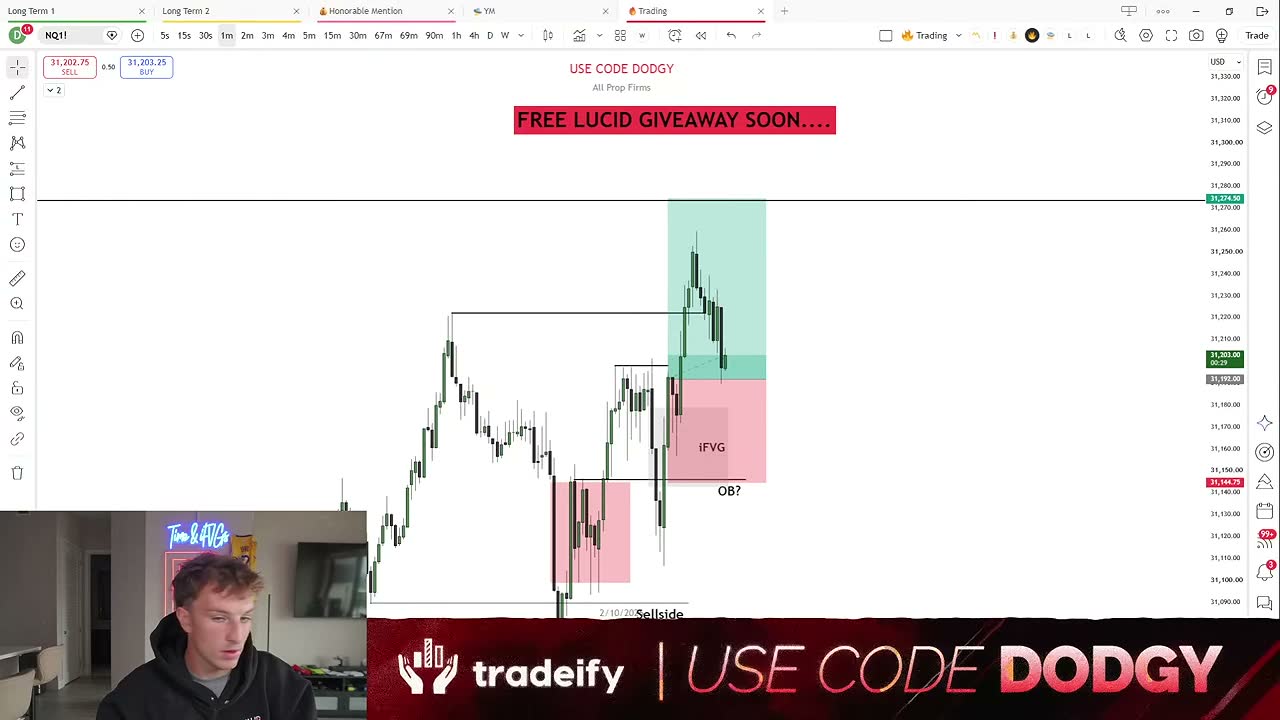 Long Term 1
Long Term 2
Honorable Mention
YM
Trading
D
11
NQ1!
5s 15s 30s 1m 2m 3m 4m 5m 15m 30m 67m 69m 90m 1h 4h D W
W
Trading
L L
Trade
31,202.75
SELL
0.50
31,203.25
BUY
2
USE CODE DODGY
All Prop Firms
FREE LUCID GIVEAWAY SOON....
USD
31,330.00
31,320.00
31,310.00
31,300.00
31,290.00
31,280.00
31,274.50
31,270.00
31,260.00
31,250.00
31,240.00
31,230.00
31,220.00
31,210.00
31,203.00
00:29
31,192.00
31,180.00
31,170.00
31,160.00
31,150.00
31,144.75
31,140.00
31,130.00
31,120.00
31,110.00
31,100.00
31,090.00
iFVG
OB?
Sellside
9
99+
3
tradeify | USE CODE DODGY